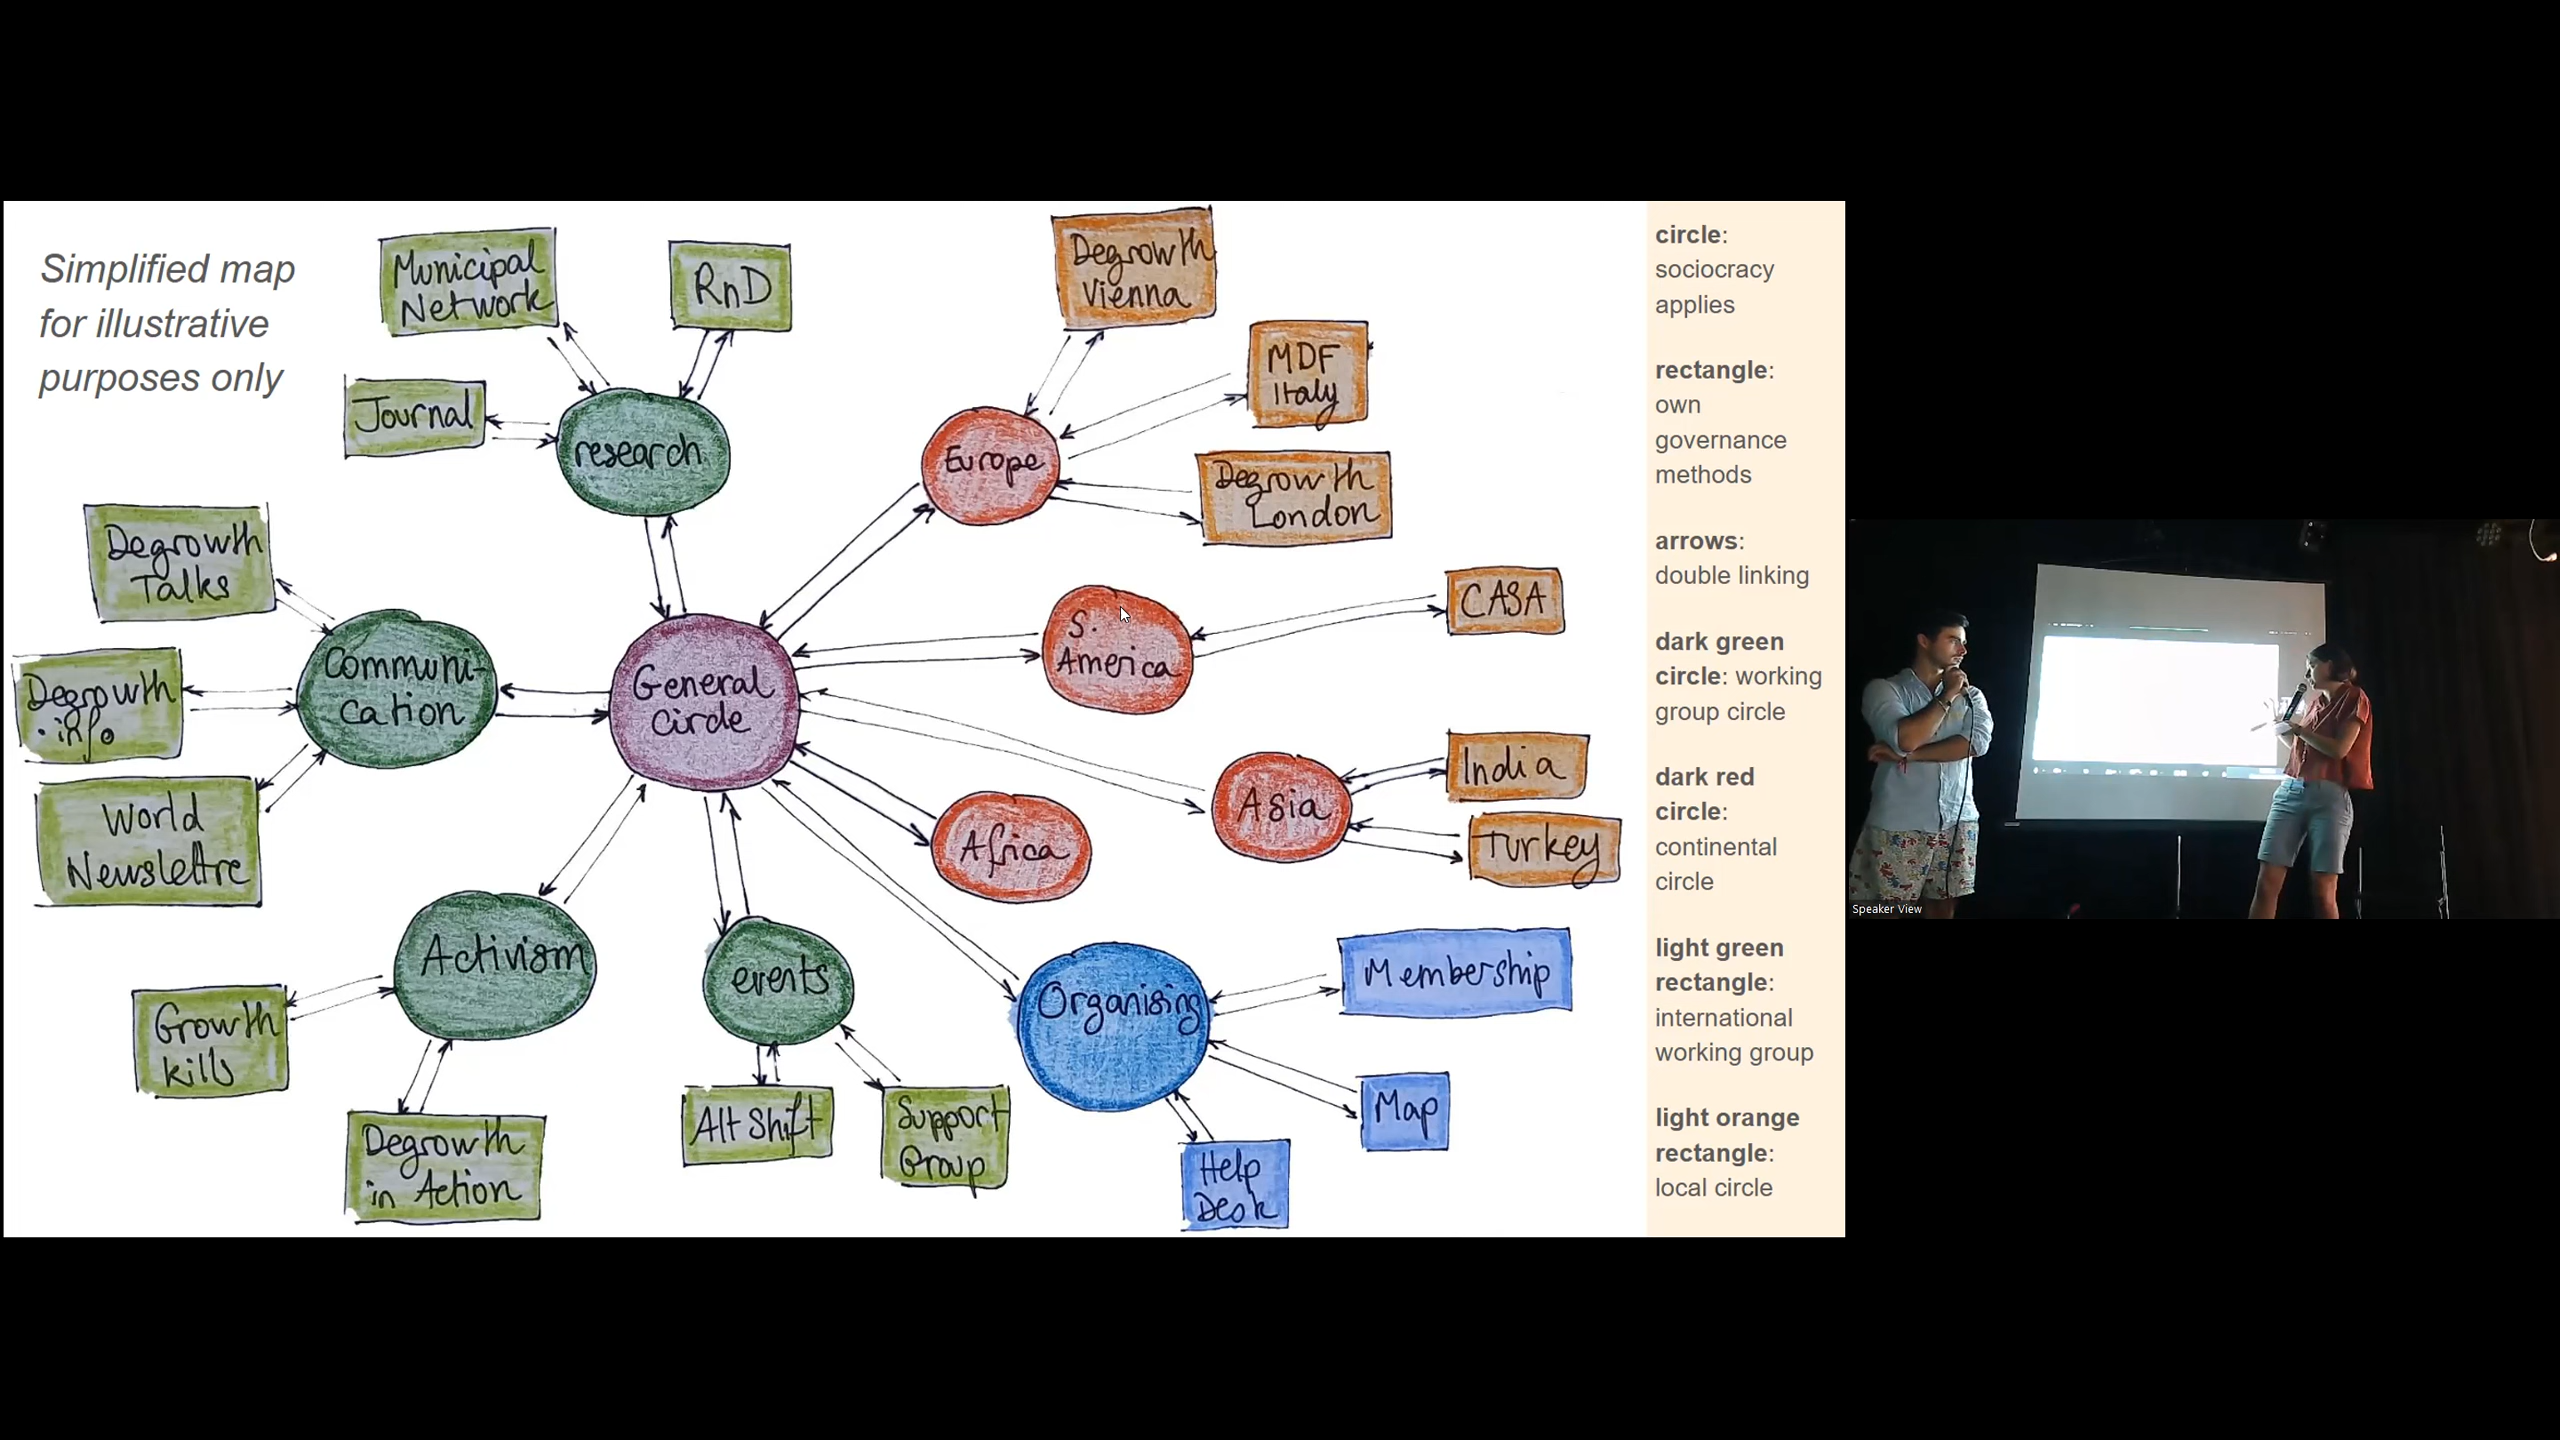 Simplified map
for illustrative
purposes only
Municipal
Network
RnD
Journal
research
Degrowth
Vienna
MDF
Italy
Europe
Degrowth
London
Degrowth
Talks
Degrowth
.info
World
Newslettre
Communi-
cation
General
Circle
S.
America
CASA
Asia
India
Turkey
Africa
Activism
Growth
kills
Degrowth
in Action
events
Alt Shift
Support
Group
Organising
Membership
Map
Help
Desk
circle:
sociocracy
applies
rectangle:
own
governance
methods
arrows:
double linking
dark green
circle: working
group circle
dark red
circle:
continental
circle
light green
rectangle:
international
working group
light orange
rectangle:
local circle
Speaker View